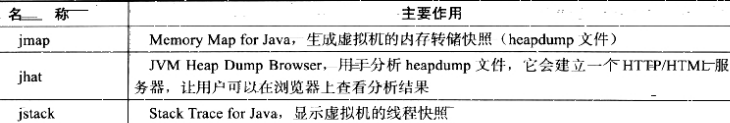 名 称 主要作用
jmap Memory Map for Java，生成虚拟机的内存转储快照（heapdump 文件）
JVM Heap Dump Browser，用于分析 heapdump 文件，它会建立一个 HTTP/HTML 服
jhat
务器，让用户可以在浏览器上查看分析结果
jstack Stack Trace for Java，显示虚拟机的线程快照